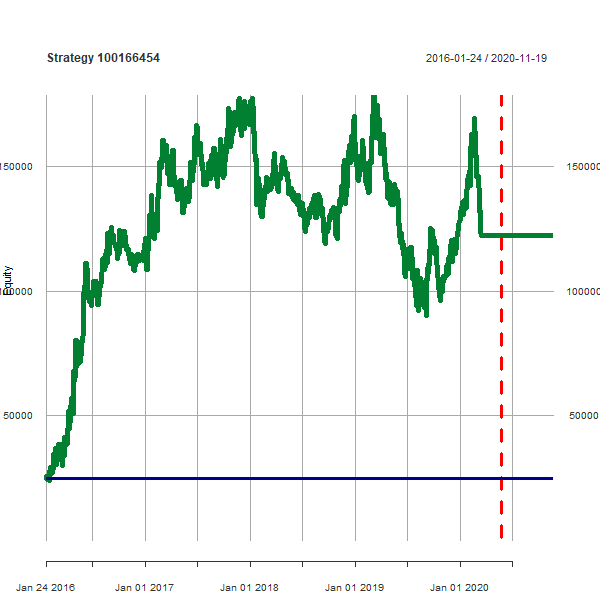 Strategy 100166454
2016-01-24 / 2020-11-19
150000
150000
equity
100000
100000
50000
50000
Jan 24 2016
Jan 01 2017
Jan 01 2018
Jan 01 2019
Jan 01 2020